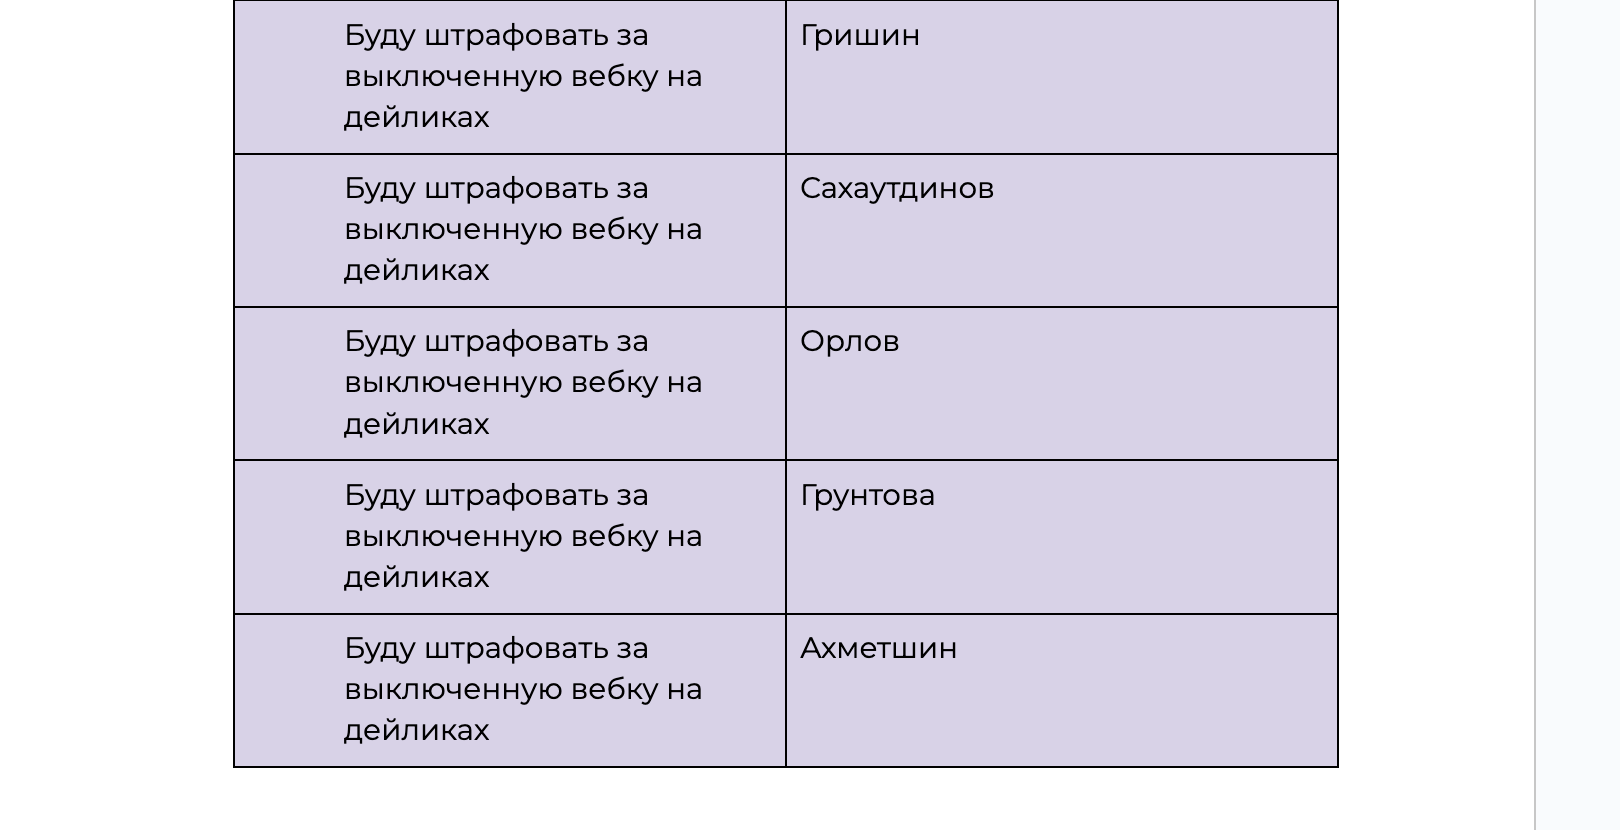 Буду штрафовать за
выключенную вебку на
дейликах
Гришин
Буду штрафовать за
выключенную вебку на
дейликах
Сахаутдинов
Буду штрафовать за
выключенную вебку на
дейликах
Орлов
Буду штрафовать за
выключенную вебку на
дейликах
Грунтова
Буду штрафовать за
выключенную вебку на
дейликах
Ахметшин